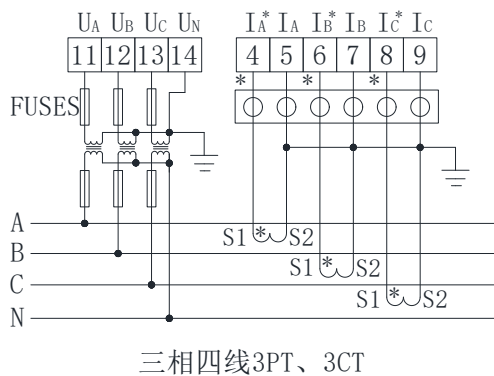 UA UB UC UN IA* IA IB* IB IC* IC
11 12 13 14 4 5 6 7 8 9
* * *
FUSES
A
S1 * S2
B
S1 * S2
C
S1 * S2
N
三相四线3PT、3CT